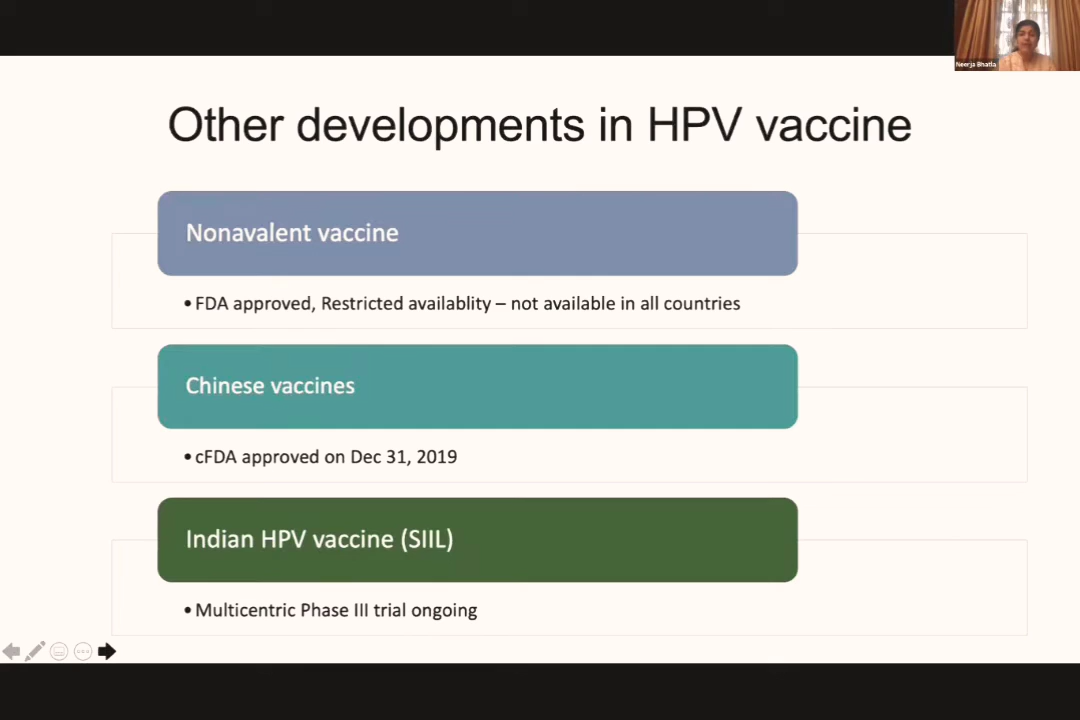 Neerja Bhatla
Other developments in HPV vaccine
Nonavalent vaccine
• FDA approved, Restricted availablity – not available in all countries
Chinese vaccines
• cFDA approved on Dec 31, 2019
Indian HPV vaccine (SIIL)
• Multicentric Phase III trial ongoing